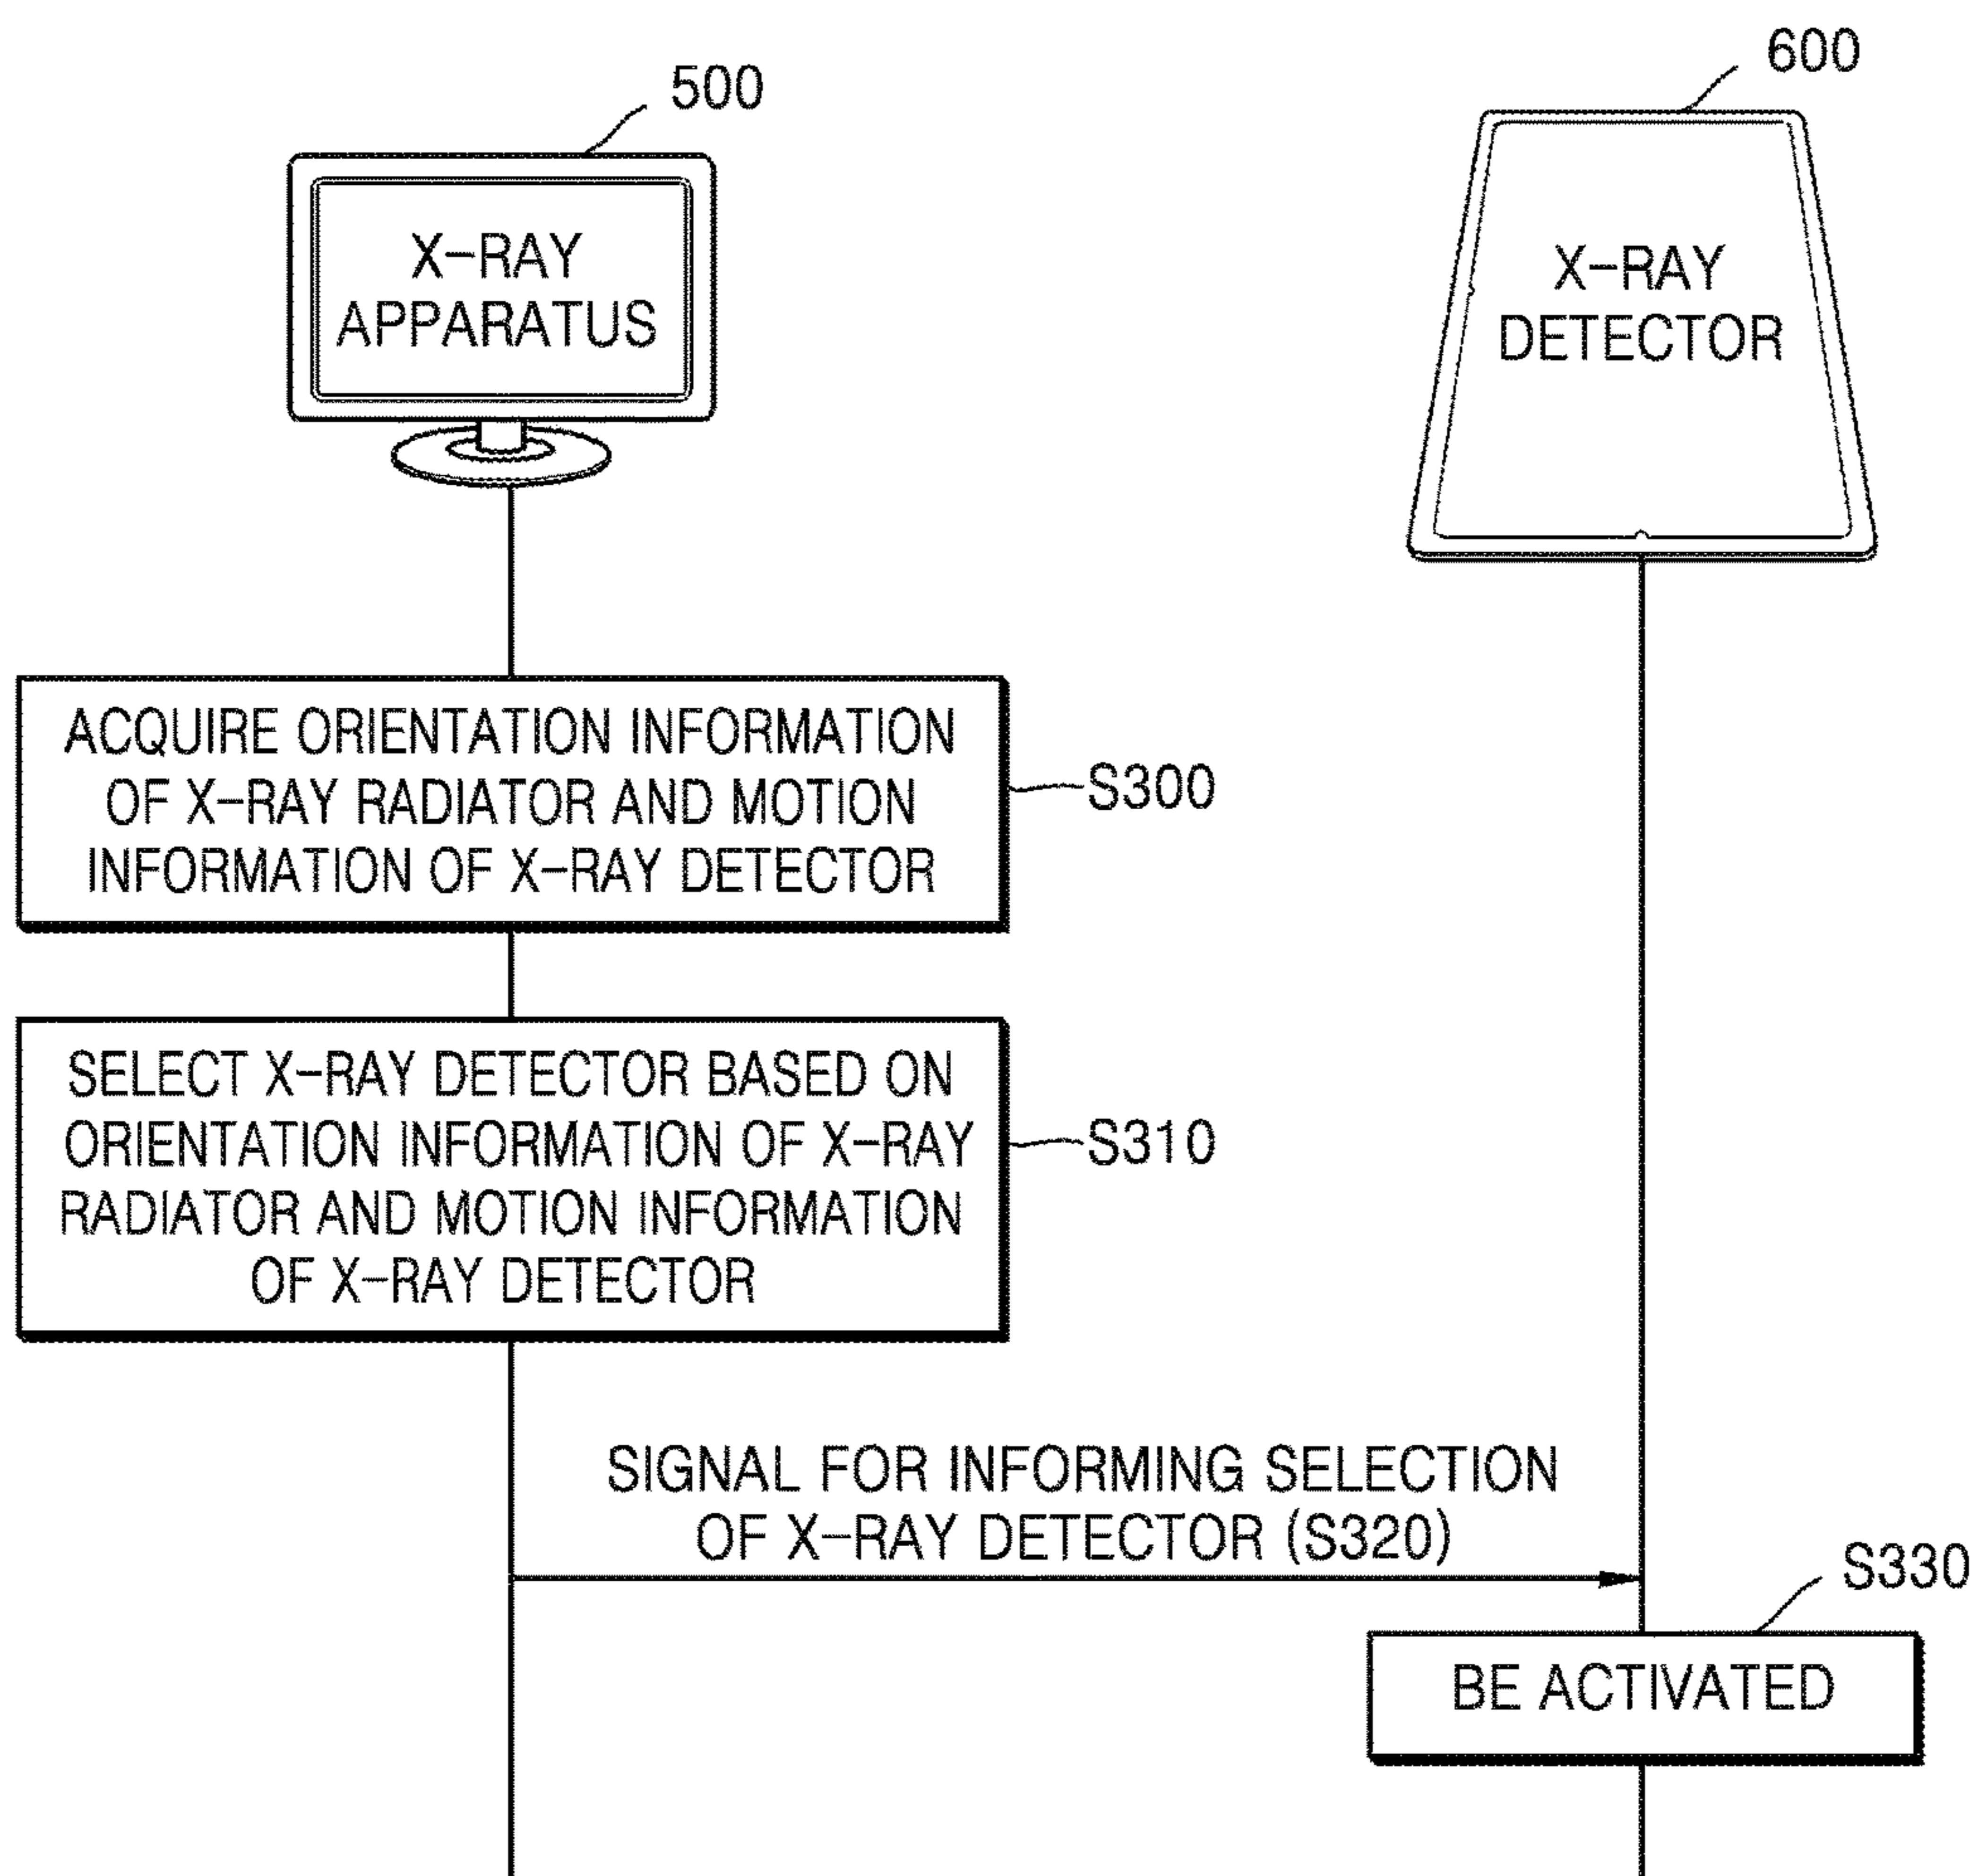 500
600
X-RAY
APPARATUS
X-RAY
DETECTOR
ACQUIRE ORIENTATION INFORMATION
OF X-RAY RADIATOR AND MOTION
INFORMATION OF X-RAY DETECTOR
S300
SELECT X-RAY DETECTOR BASED ON
ORIENTATION INFORMATION OF X-RAY
RADIATOR AND MOTION INFORMATION
OF X-RAY DETECTOR
S310
SIGNAL FOR INFORMING SELECTION
OF X-RAY DETECTOR (S320)
S330
BE ACTIVATED